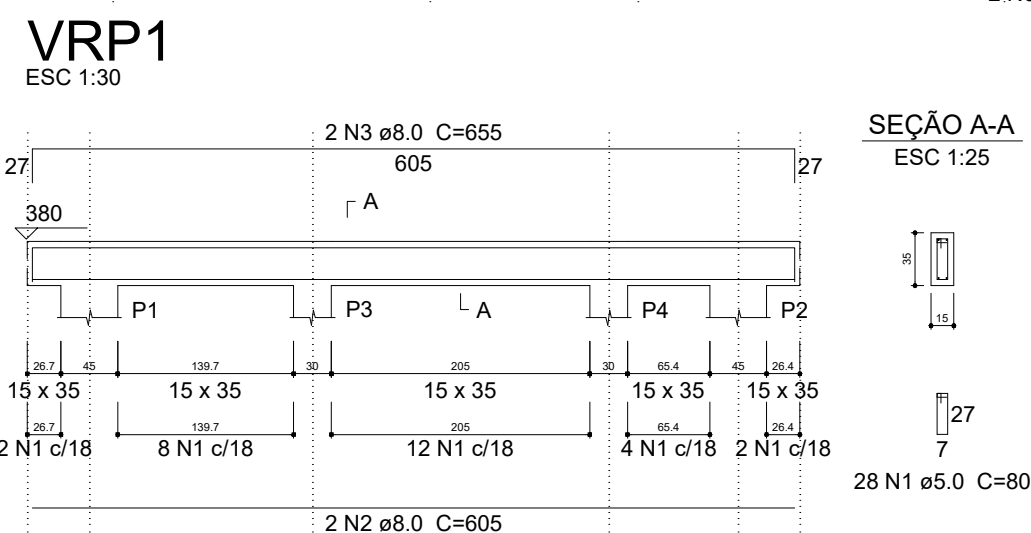 VRP1
ESC 1:30
2 N3 ø8.0 C=655
27 605 27
A
380
P1 P3 A P4 P2
26.7 45 139.7 30 205 30 65.4 45 26.4
15 x 35 15 x 35 15 x 35 15 x 35 15 x 35
26.7 139.7 205 65.4 26.4
2 N1 c/18 8 N1 c/18 12 N1 c/18 4 N1 c/18 2 N1 c/18
2 N2 ø8.0 C=605
SEÇÃO A-A
ESC 1:25
35
15
27
7
28 N1 ø5.0 C=80